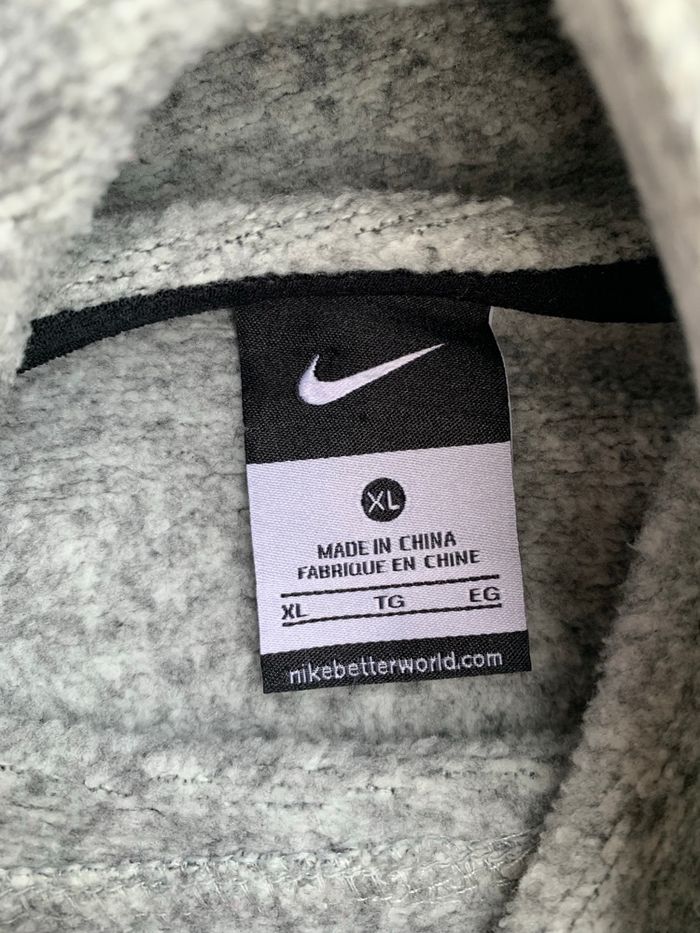 XL
MADE IN CHINA
FABRIQUE EN CHINE
XL TG EG
nikebetterworld.com